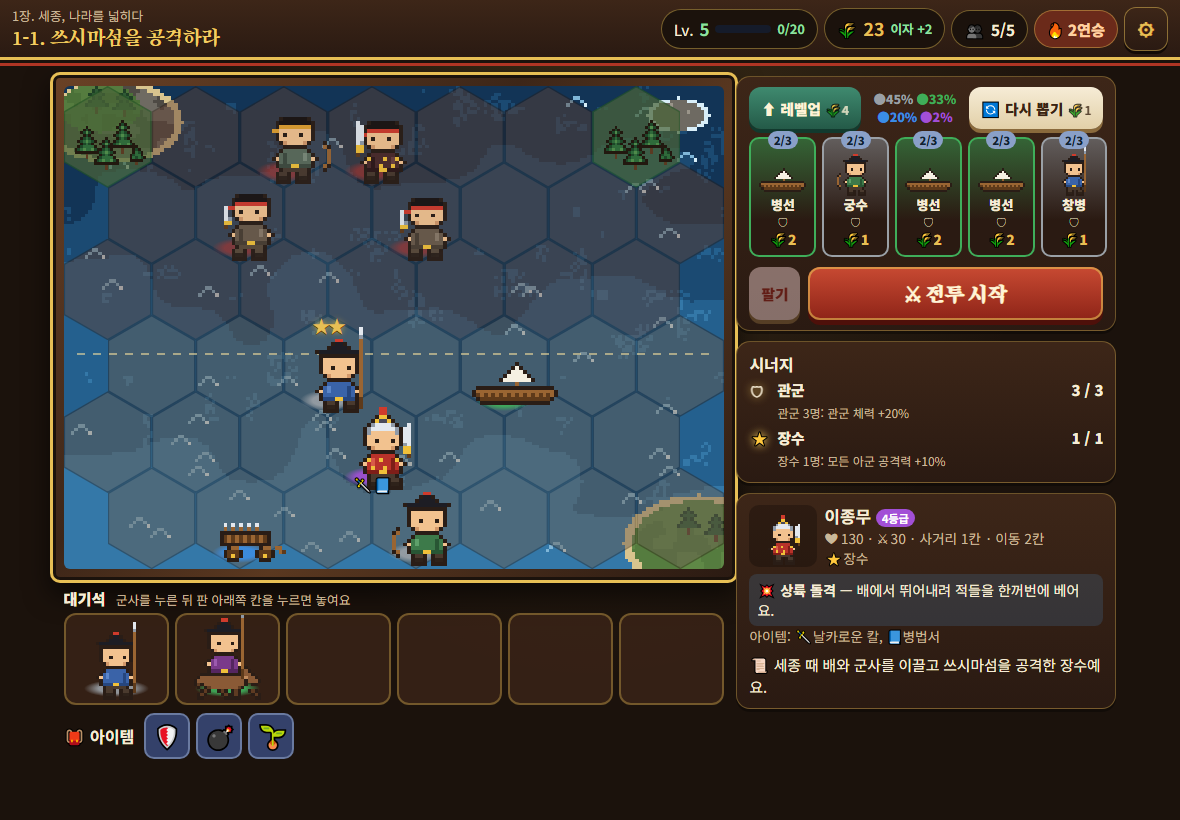 1장. 세종, 나라를 넓히다
1-1. 쓰시마섬을 공격하라
Lv. 5 0/20
23 이자 +2
5/5
2연승
레벨업 4
45% 33%
20% 2%
다시 뽑기 1
2/3 2/3 2/3 2/3 2/3
병선 궁수 병선 병선 창병
2 1 2 2 1
팔기
전투 시작
시너지
관군 3 / 3
관군 3명: 관군 체력 +20%
장수 1 / 1
장수 1명: 모든 아군 공격력 +10%
이종무 4등급
130 · 30 · 사거리 1칸 · 이동 2칸
장수
상륙 돌격 — 배에서 뛰어내려 적들을 한꺼번에 베어
요.
아이템: 날카로운 칼, 병법서
세종 때 배와 군사를 이끌고 쓰시마섬을 공격한 장수예
요.
대기석 군사를 누른 뒤 판 아래쪽 칸을 누르면 놓여요
아이템